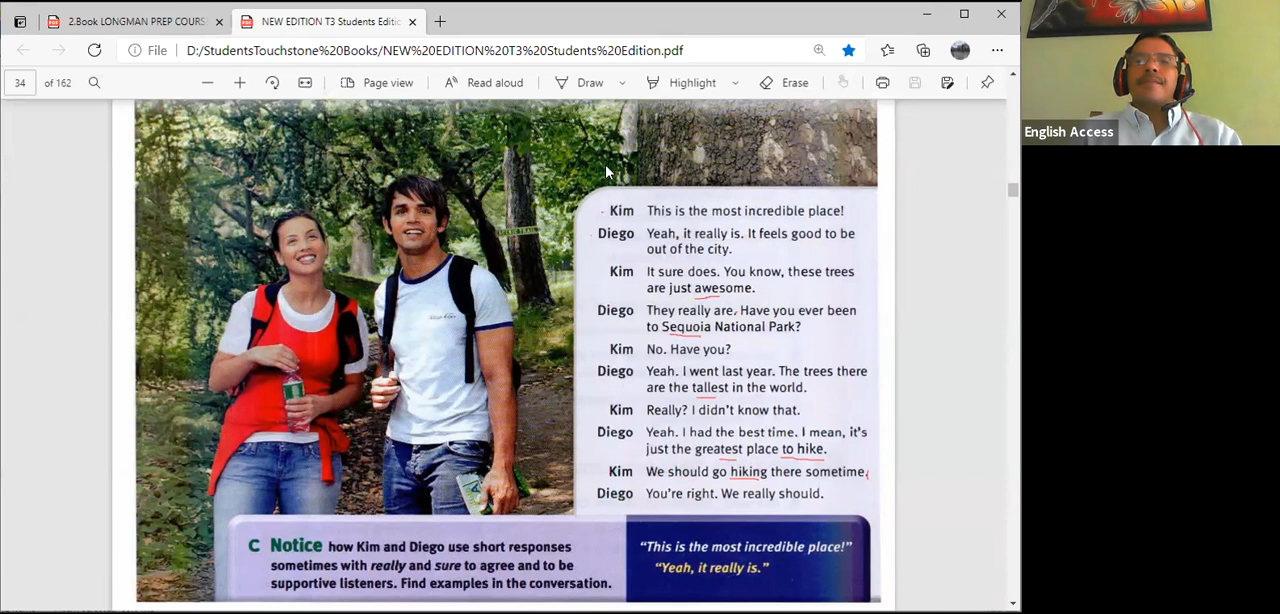 2.Book LONGMAN PREP COURS
NEW EDITION T3 Students Editi
File
D:/StudentsTouchstone%20Books/NEW%20EDITION%20T3%20Students%20Edition.pdf
34 of 162
Page view
Read aloud
Draw
Highlight
Erase
English Access
Kim This is the most incredible place!
Diego Yeah, it really is. It feels good to be
out of the city.
Kim It sure does. You know, these trees
are just awesome.
Diego They really are. Have you ever been
to Sequoia National Park?
Kim No. Have you?
Diego Yeah. I went last year. The trees there
are the tallest in the world.
Kim Really? I didn't know that.
Diego Yeah. I had the best time. I mean, it's
just the greatest place to hike.
Kim We should go hiking there sometime.
Diego You're right. We really should.
C Notice how Kim and Diego use short responses
sometimes with really and sure to agree and to be
supportive listeners. Find examples in the conversation.
"This is the most incredible place!"
"Yeah, it really is."